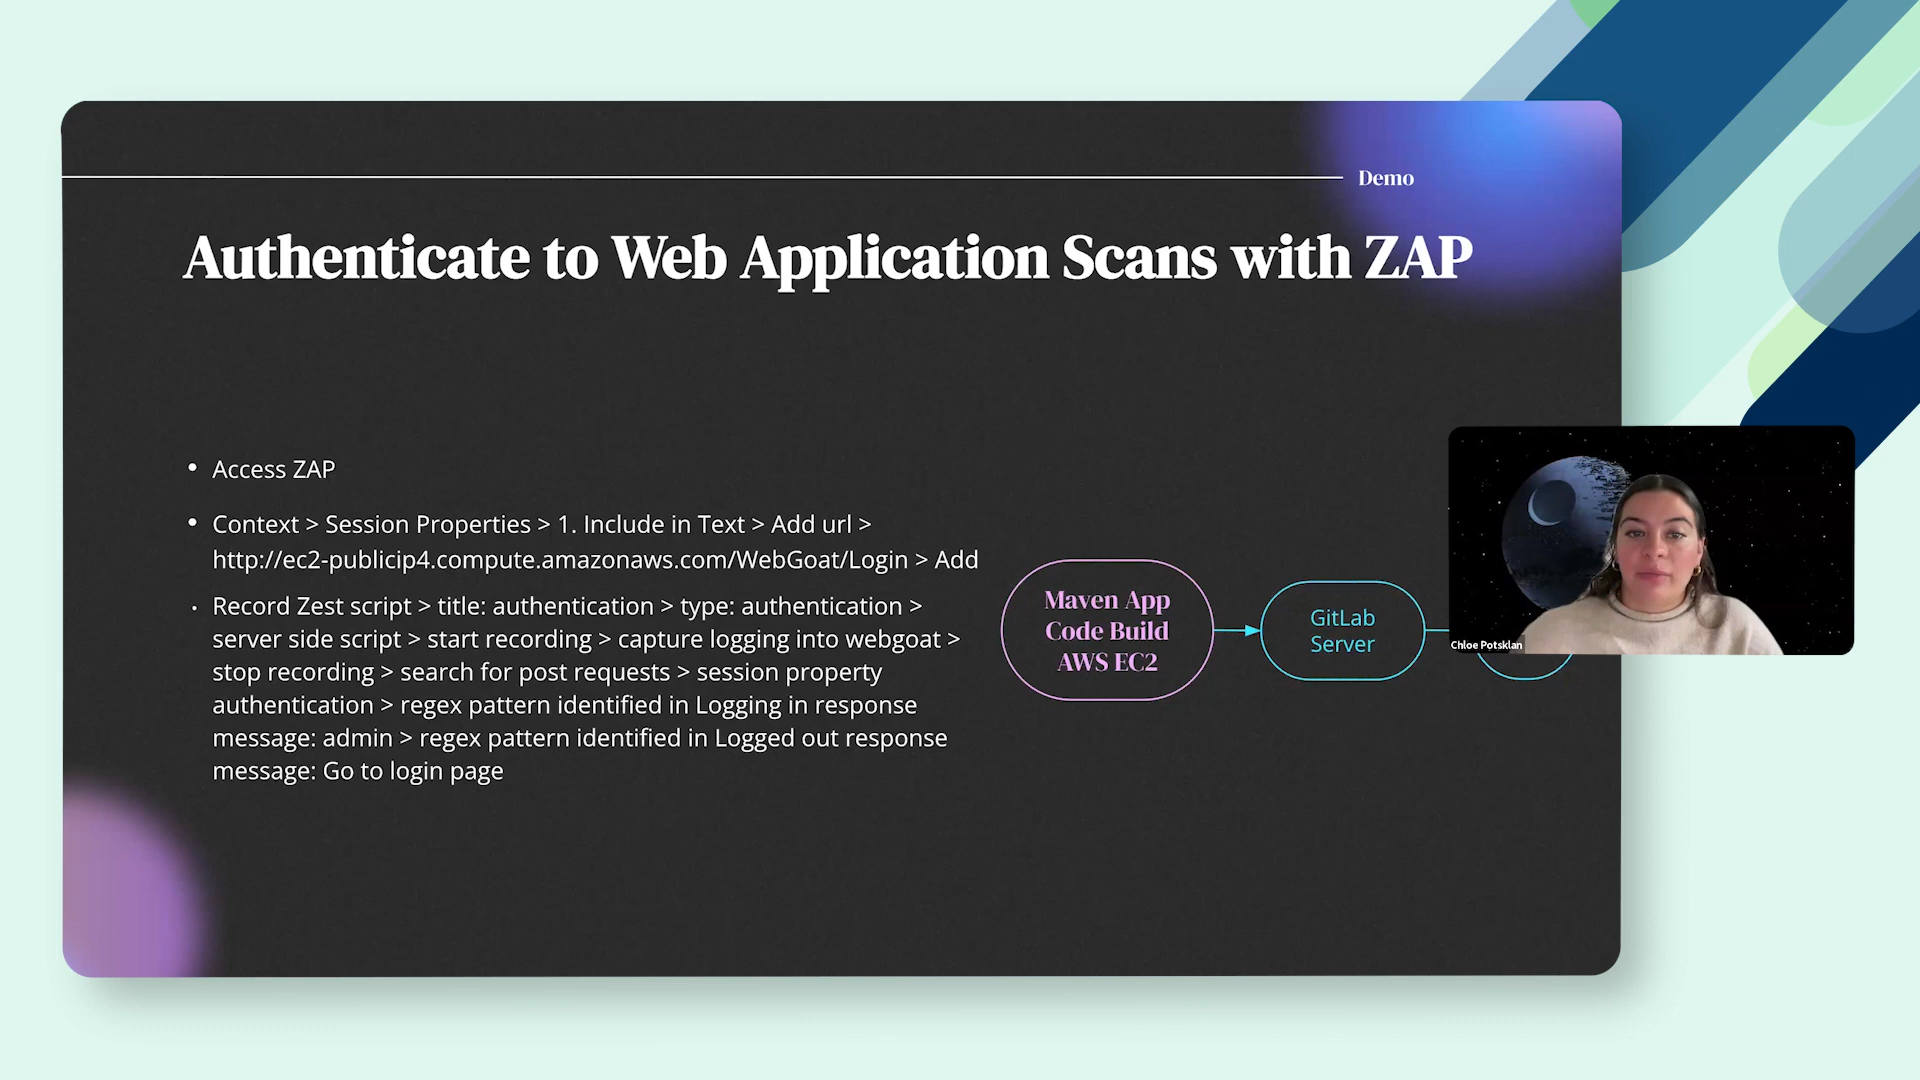 Demo
Authenticate to Web Application Scans with ZAP
• Access ZAP
• Context > Session Properties > 1. Include in Text > Add url >
http://ec2-publicip4.compute.amazonaws.com/WebGoat/Login > Add
• Record Zest script > title: authentication > type: authentication >
server side script > start recording > capture logging into webgoat >
stop recording > search for post requests > session property
authentication > regex pattern identified in Logging in response
message: admin > regex pattern identified in Logged out response
message: Go to login page
Maven App
Code Build
AWS EC2
GitLab
Server
Chloe Potsklan